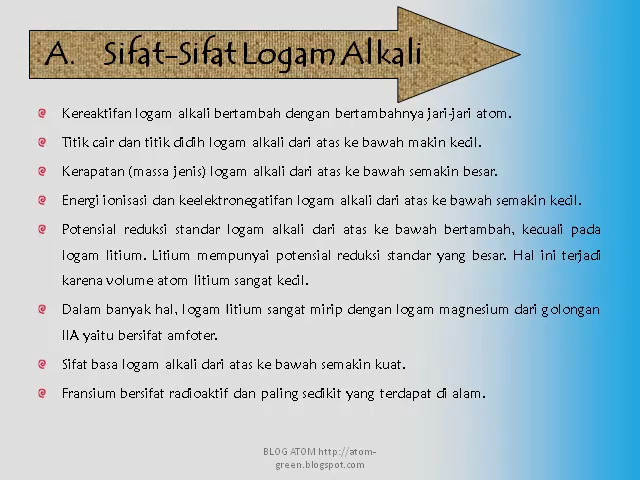 A. Sifat-Sifat Logam Alkali
Kereaktifan logam alkali bertambah dengan bertambahnya jari-jari atom.
Titik cair dan titik didih logam alkali dari atas ke bawah makin kecil.
Kerapatan (massa jenis) logam alkali dari atas ke bawah semakin besar.
Energi ionisasi dan keelektronegatifan logam alkali dari atas ke bawah semakin kecil.
Potensial reduksi standar logam alkali dari atas ke bawah bertambah, kecuali pada
logam litium. Litium mempunyai potensial reduksi standar yang besar. Hal ini terjadi
karena volume atom litium sangat kecil.
Dalam banyak hal, logam litium sangat mirip dengan logam magnesium dari golongan
IIA yaitu bersifat amfoter.
Sifat basa logam alkali dari atas ke bawah semakin kuat.
Fransium bersifat radioaktif dan paling sedikit yang terdapat di alam.
BLOG ATOM http://atom-
green.blogspot.com